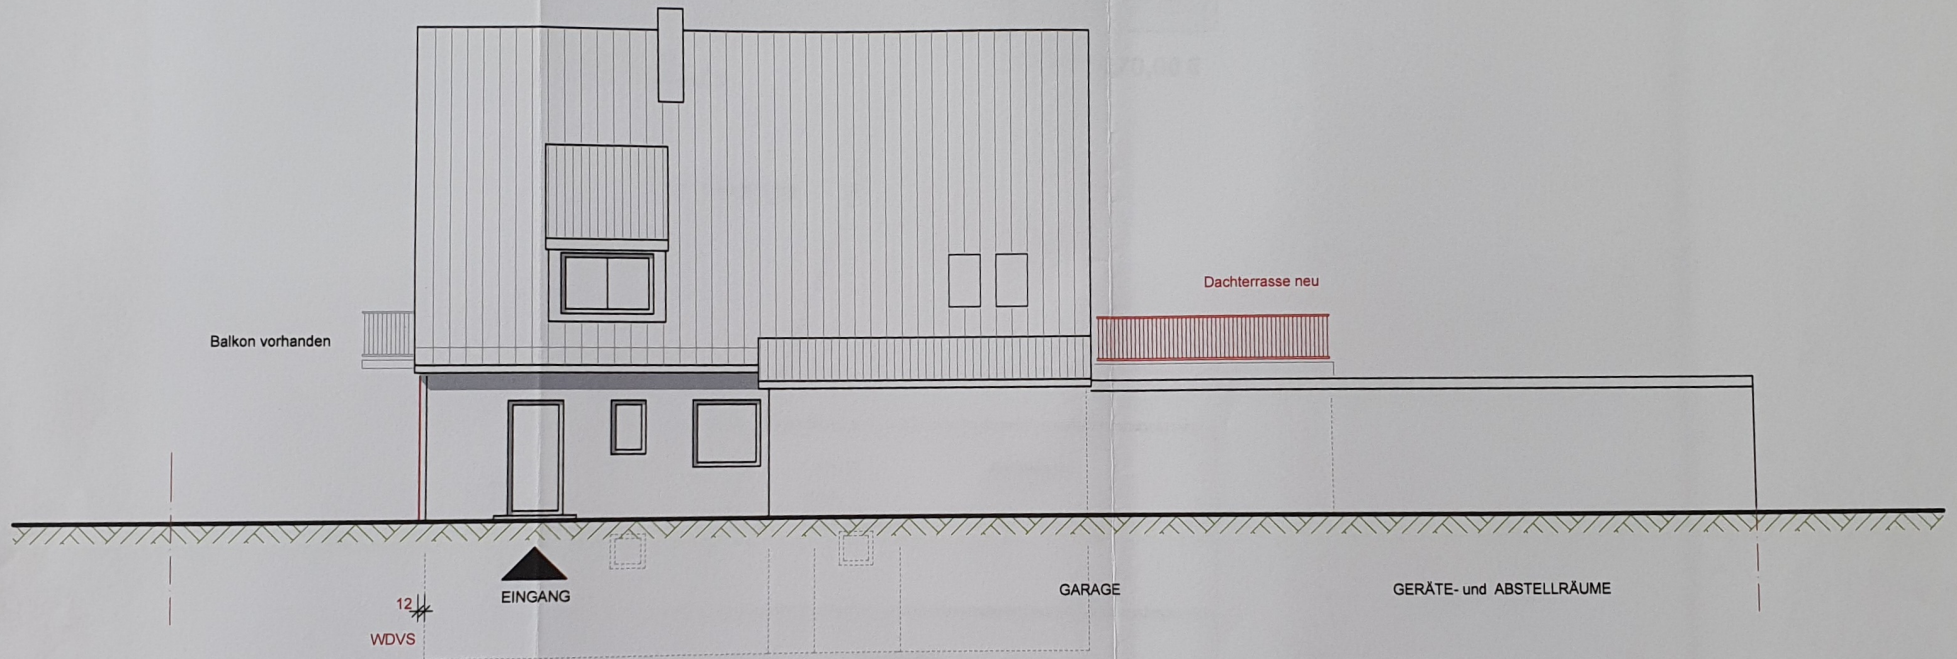 Dachterrasse neu
Balkon vorhanden
EINGANG
GARAGE
GERÄTE- und ABSTELLRÄUME
12
WDVS